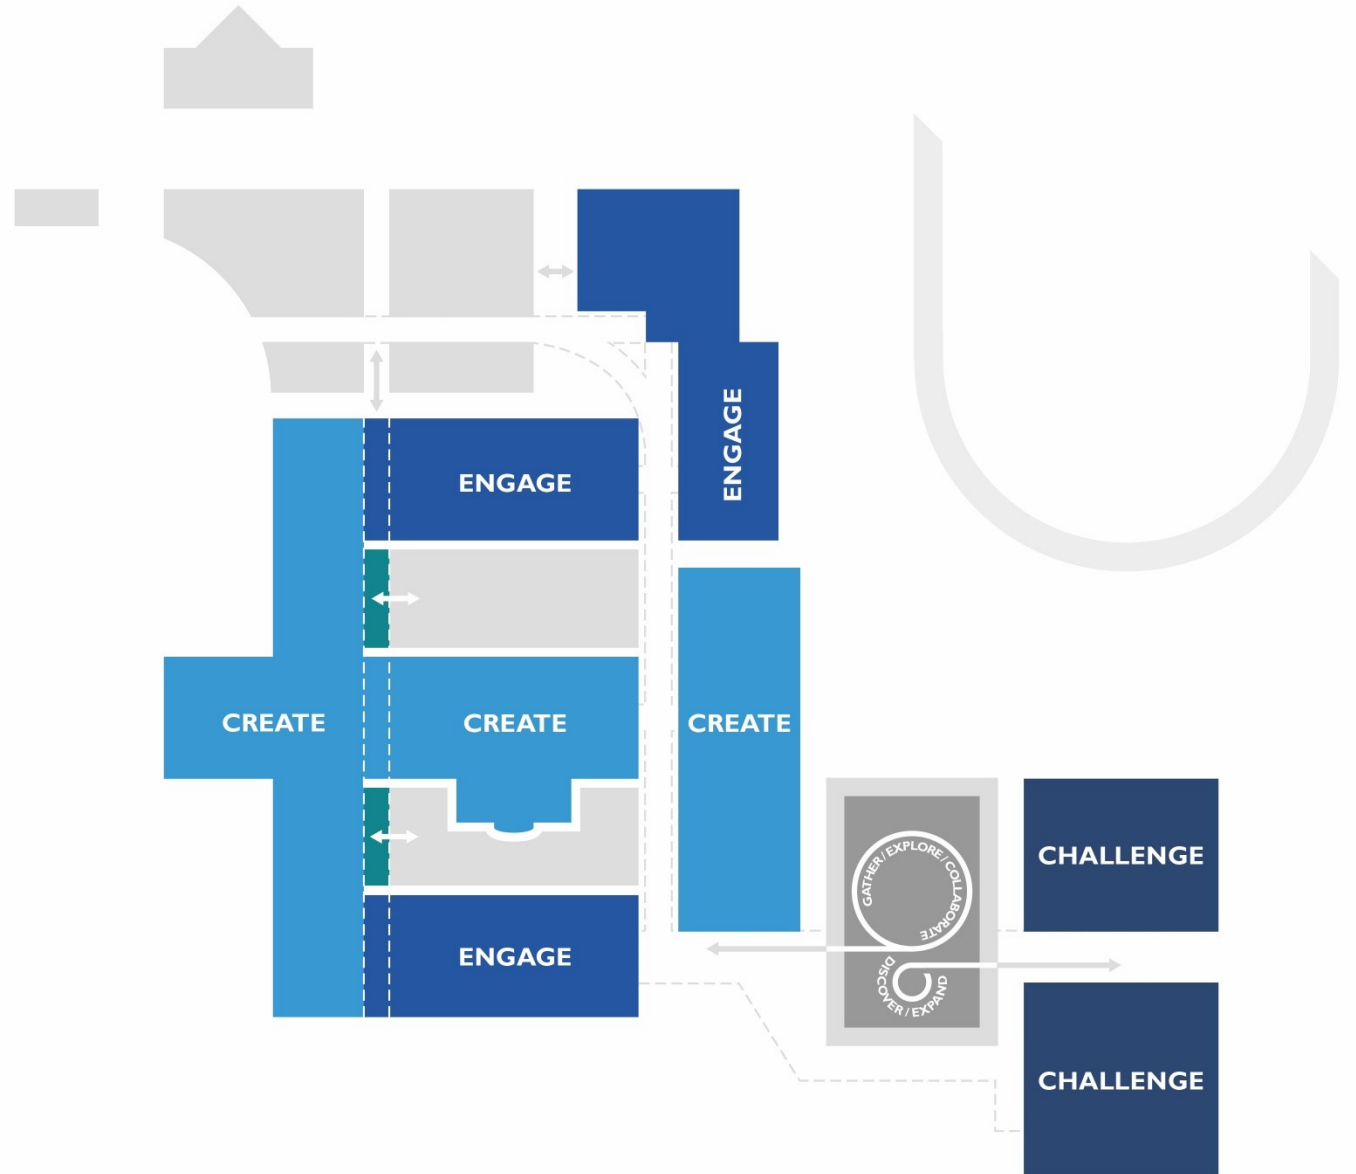 ENGAGE
ENGAGE
CREATE
CREATE
CREATE
GATHER/EXPLORE/COLLABORATE
CHALLENGE
ENGAGE
DISCOVER/EXPAND
CHALLENGE